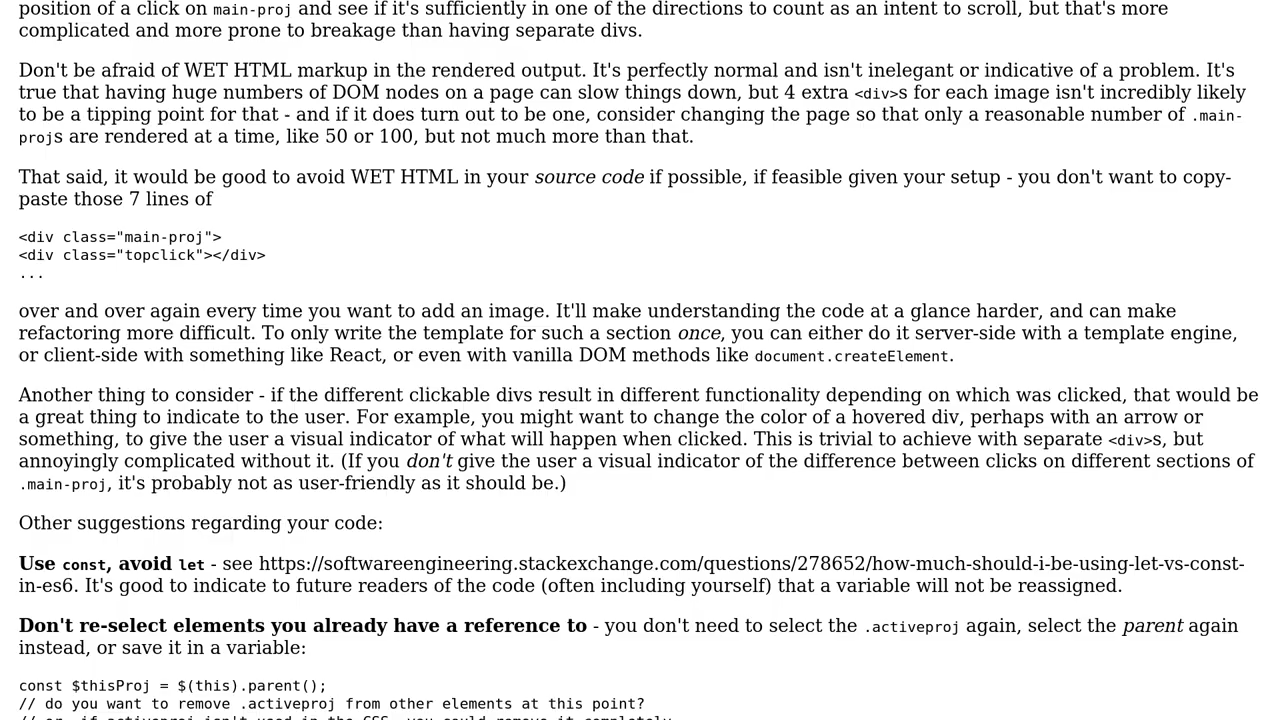 position of a click on main-proj and see if it's sufficiently in one of the directions to count as an intent to scroll, but that's more
complicated and more prone to breakage than having separate divs.
Don't be afraid of WET HTML markup in the rendered output. It's perfectly normal and isn't inelegant or indicative of a problem. It's
true that having huge numbers of DOM nodes on a page can slow things down, but 4 extra <div>s for each image isn't incredibly likely
to be a tipping point for that - and if it does turn out to be one, consider changing the page so that only a reasonable number of .main-
projs are rendered at a time, like 50 or 100, but not much more than that.
That said, it would be good to avoid WET HTML in your source code if possible, if feasible given your setup - you don't want to copy-
paste those 7 lines of
<div class="main-proj">
<div class="topclick"></div>
...
over and over again every time you want to add an image. It'll make understanding the code at a glance harder, and can make
refactoring more difficult. To only write the template for such a section once, you can either do it server-side with a template engine,
or client-side with something like React, or even with vanilla DOM methods like document.createElement.
Another thing to consider - if the different clickable divs result in different functionality depending on which was clicked, that would be
a great thing to indicate to the user. For example, you might want to change the color of a hovered div, perhaps with an arrow or
something, to give the user a visual indicator of what will happen when clicked. This is trivial to achieve with separate <div>s, but
annoyingly complicated without it. (If you don't give the user a visual indicator of the difference between clicks on different sections of
.main-proj, it's probably not as user-friendly as it should be.)
Other suggestions regarding your code:
Use const, avoid let - see https://softwareengineering.stackexchange.com/questions/278652/how-much-should-i-be-using-let-vs-const-
in-es6. It's good to indicate to future readers of the code (often including yourself) that a variable will not be reassigned.
Don't re-select elements you already have a reference to - you don't need to select the .activeproj again, select the parent again
instead, or save it in a variable:
const $thisProj = $(this).parent();
// do you want to remove .activeproj from other elements at this point?
// or, if activeproj isn't used in the CSS, you could remove it completely